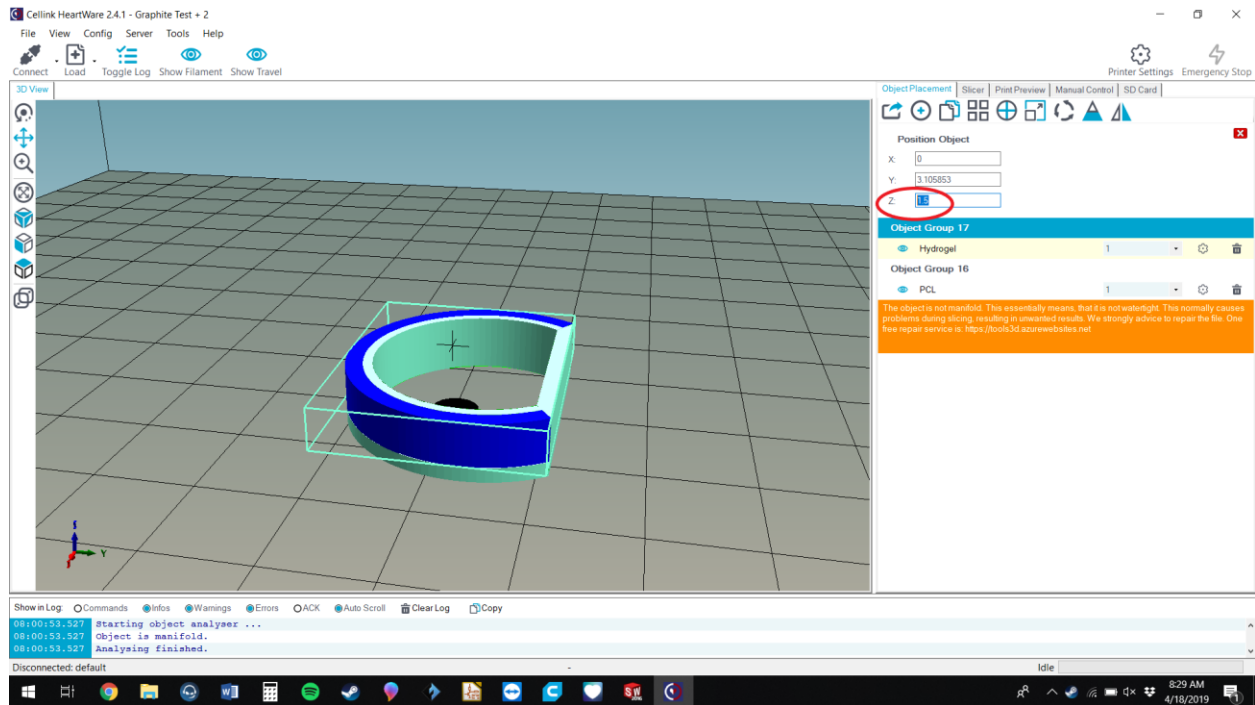 Cellink HeartWare 2.4.1 - Graphite Test + 2
File View Config Server Tools Help
Connect Load Toggle Log Show Filament Show Travel Printer Settings Emergency Stop
3D View
Object Placement Slicer Print Preview Manual Control SD Card
Position Object
X: 0
Y: 3.105853
Z: 1.5
Object Group 17
Hydrogel 1
Object Group 16
PCL 1
The object is not manifold. This essentially means, that it is not watertight. This normally causes
problems during slicing, resulting in unwanted results. We strongly advice to repair the file. One
free repair service is: https://tools3d.azurewebsites.net
Y
Show in Log: Commands Infos Warnings Errors ACK Auto Scroll Clear Log Copy
08:00:53.527 Starting object analyser ...
08:00:53.527 Object is manifold.
08:00:53.527 Analysing finished.
Disconnected: default - Idle
8:29 AM
4/18/2019